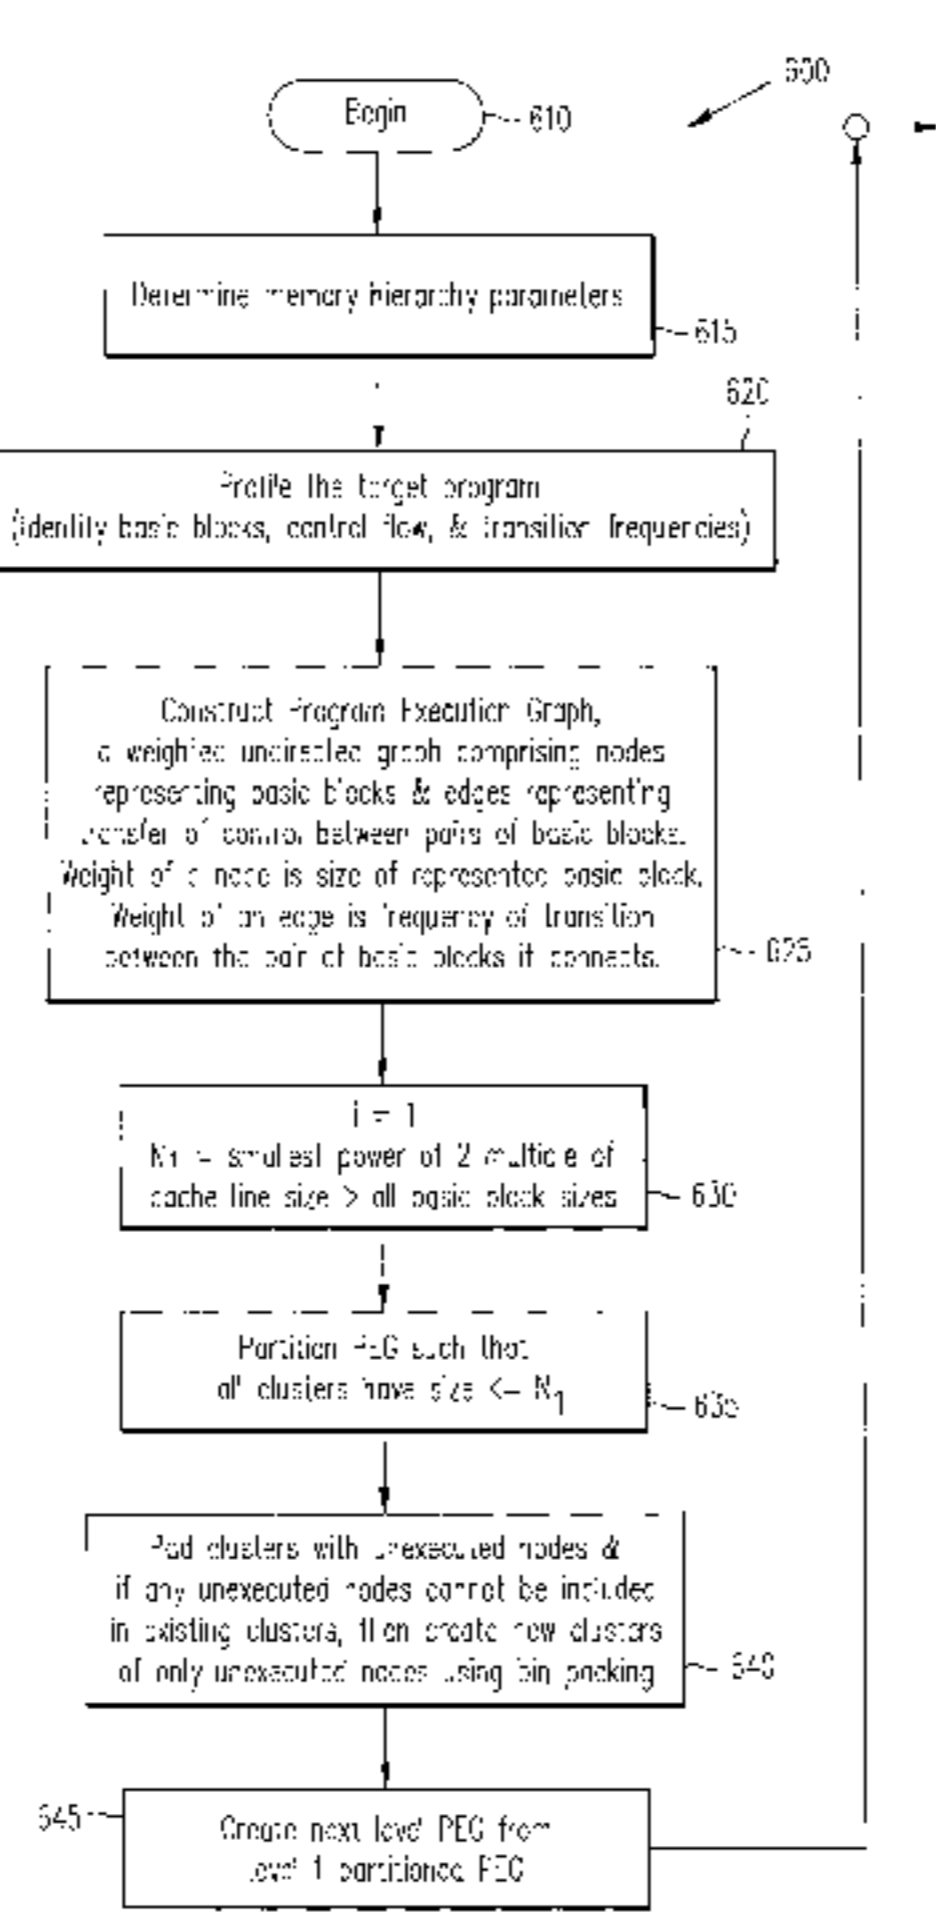 600
Begin
610
Determine memory hierarchy parameters
615
620
Profile the target program
(identify basic blocks, control flow, & transition frequencies)
Construct Program Execution Graph,
a weighted undirected graph comprising nodes
representing basic blocks & edges representing
transfer of control between pairs of basic blocks.
Weight of a node is size of represented basic block.
Weight of an edge is frequency of transition
between the pair of basic blocks it connects.
625
i = 1
N1 = smallest power of 2 multiple of
cache line size > all basic block sizes
630
Partition PEG such that
all clusters have size <= N1
635
Pad clusters with unexecuted nodes &
if any unexecuted nodes cannot be included
in existing clusters, then create new clusters
of only unexecuted nodes using bin packing
640
645
Create next level PEG from
level 1 partitioned PEG